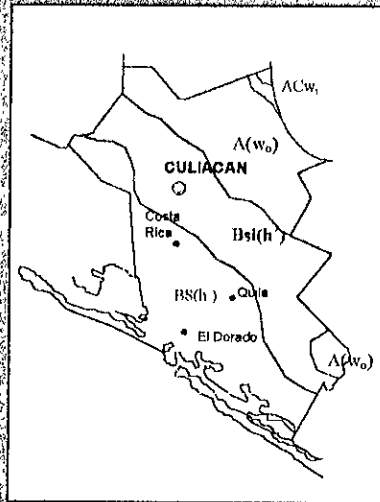 ACw₁
A(w₀)
CULIACAN
Costa
Rica
Bsi(h´)
BS(h )
Quila
El Dorado
A(w₀)